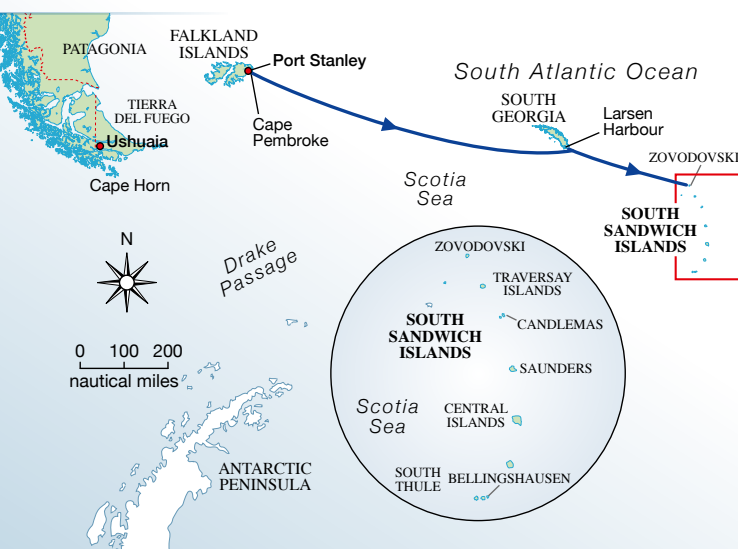 PATAGONIA
FALKLAND
ISLANDS
Port Stanley
Cape
Pembroke
South Atlantic Ocean
SOUTH
GEORGIA
Larsen
Harbour
ZOVODOVSKI
TIERRA
DEL FUEGO
Ushuaia
Cape Horn
Scotia
Sea
SOUTH
SANDWICH
ISLANDS
N
Drake
Passage
0 100 200
nautical miles
ZOVODOVSKI
TRAVERSAY
ISLANDS
SOUTH
SANDWICH
ISLANDS
CANDLEMAS
SAUNDERS
Scotia
Sea
CENTRAL
ISLANDS
SOUTH
THULE
BELLINGSHAUSEN
ANTARCTIC
PENINSULA